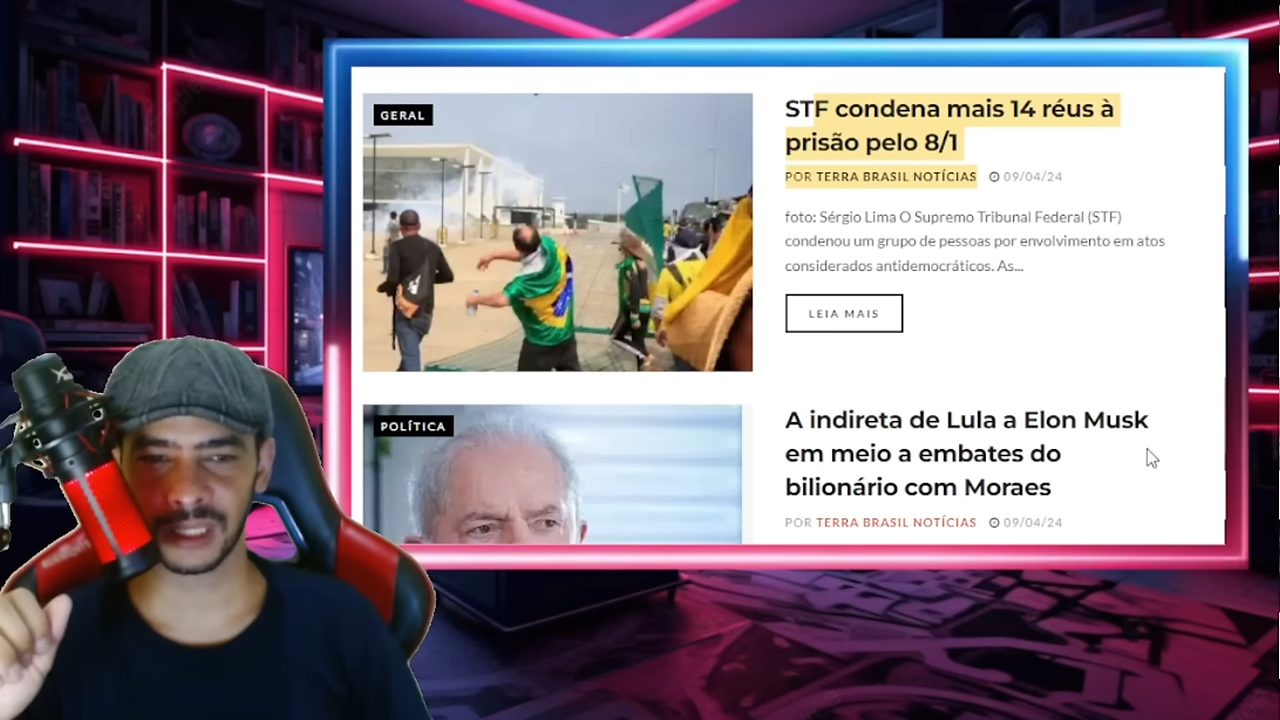 GERAL
STF condena mais 14 réus à
prisão pelo 8/1
POR TERRA BRASIL NOTÍCIAS 09/04/24
foto: Sérgio Lima O Supremo Tribunal Federal (STF)
condenou um grupo de pessoas por envolvimento em atos
considerados antidemocráticos. As...
LEIA MAIS
POLÍTICA
A indireta de Lula a Elon Musk
em meio a embates do
bilionário com Moraes
POR TERRA BRASIL NOTÍCIAS 09/04/24